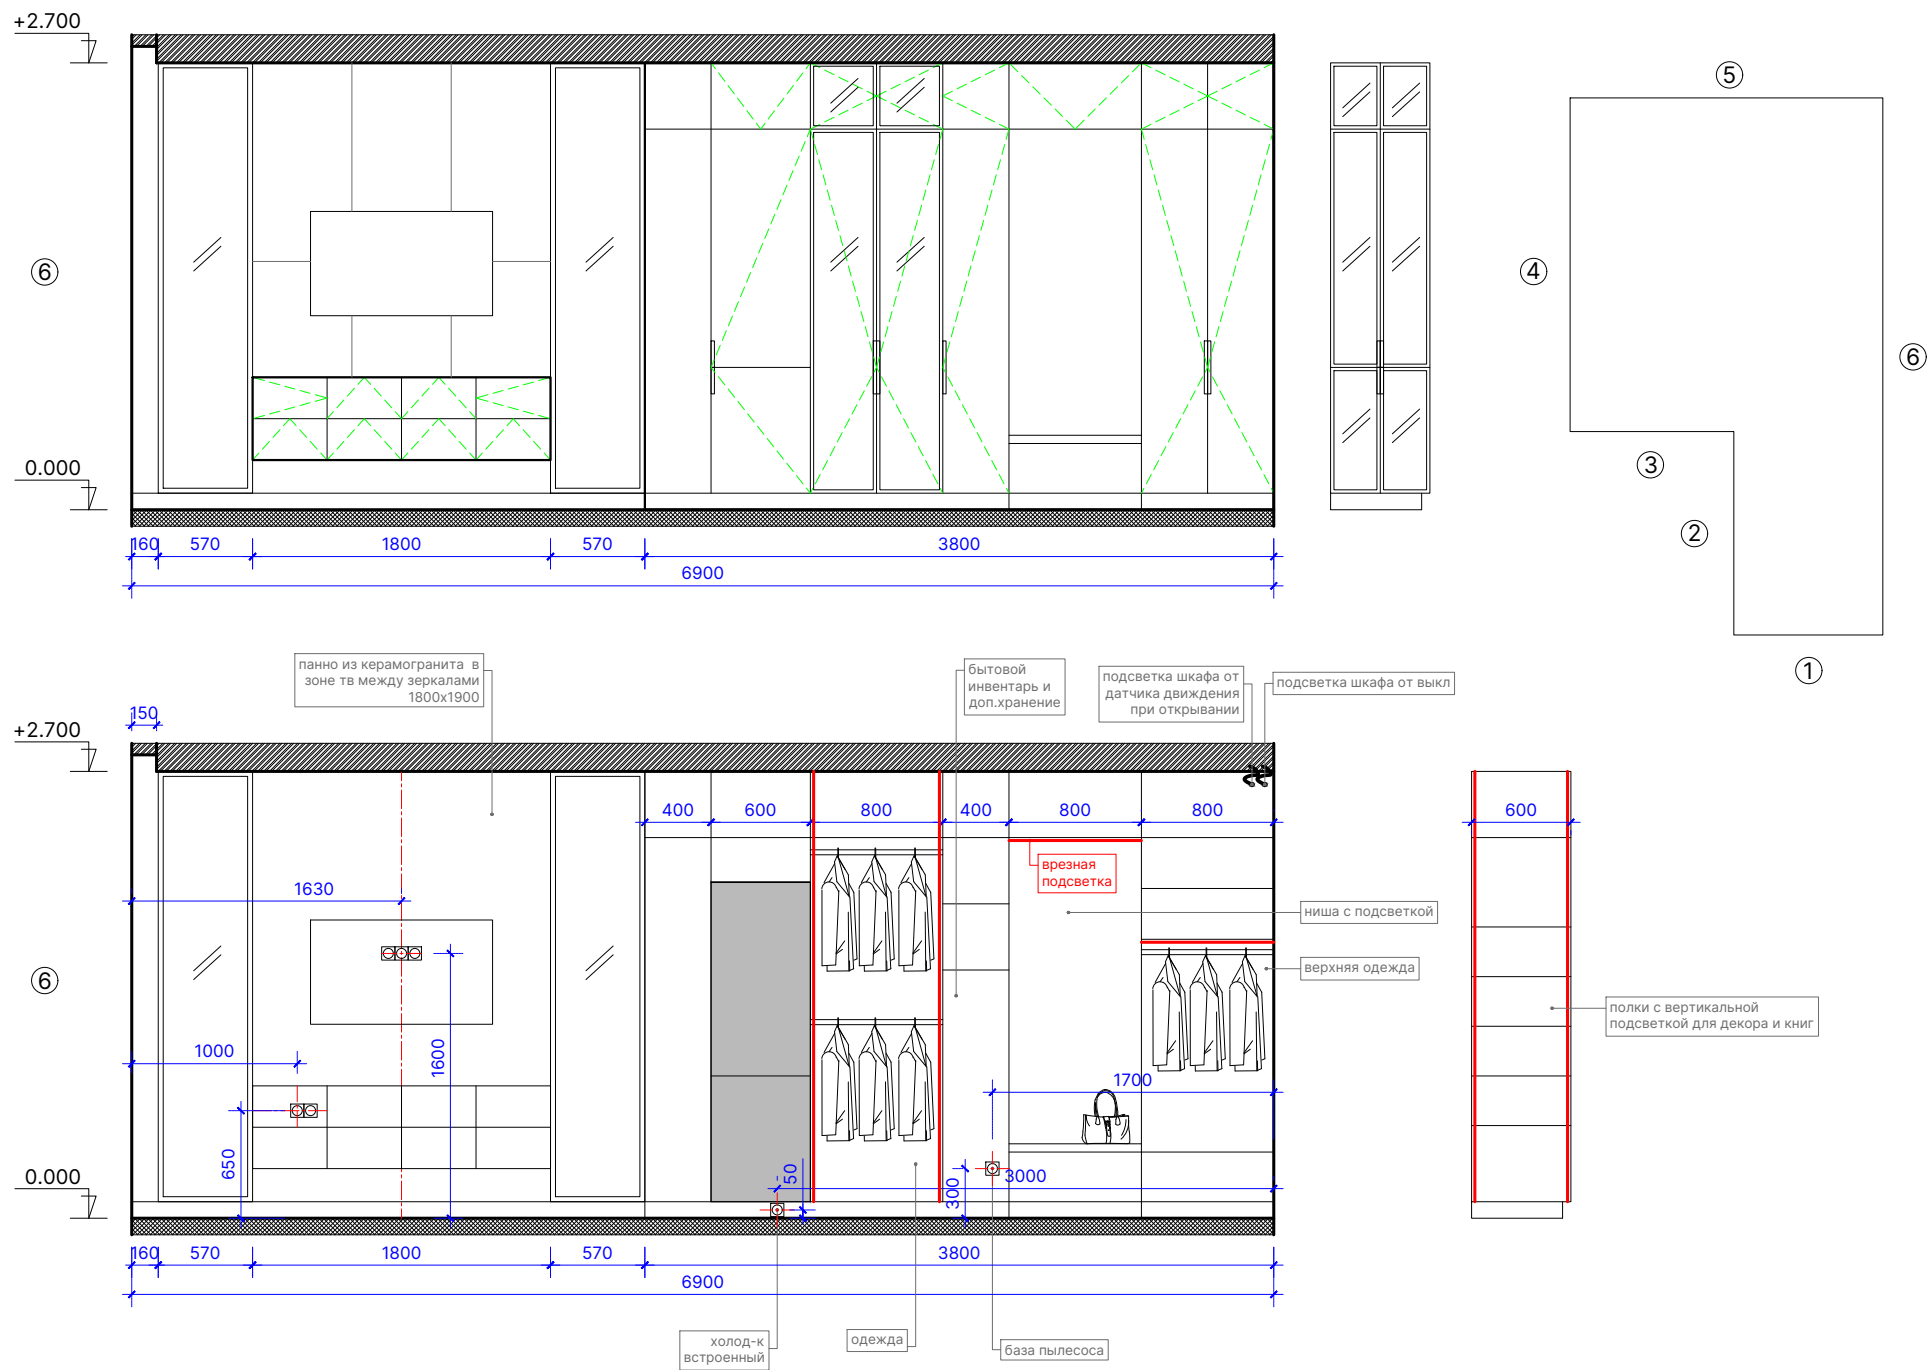 +2.700
⑥
0.000
160
570
1800
570
3800
6900
⑤
④
⑥
③
②
①
панно из керамогранита в
зоне тв между зеркалами
1800х1900
бытовой
инвентарь и
доп.хранение
подсветка шкафа от
датчика движдения
при открывании
подсветка шкафа от выкл
150
+2.700
400
600
800
400
800
800
600
врезная
подсветка
1630
ниша с подсветкой
верхняя одежда
⑥
полки с вертикальной
подсветкой для декора и книг
1000
1600
1700
650
50
300
3000
0.000
160
570
1800
570
3800
6900
холод-к
встроенный
одежда
база пылесоса